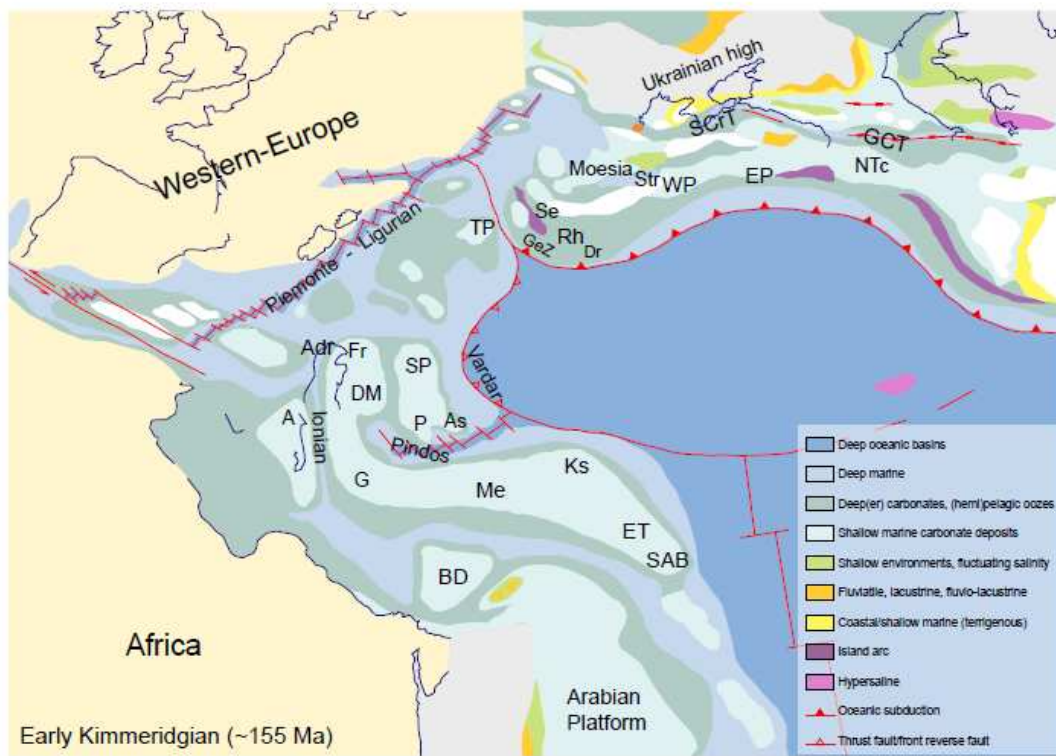 Ukrainian high
Western-Europe
SCrT
GCT
Moesia
Str
WP
EP
NTc
Piemonte - Ligurian
TP
Se
GeZ
Rh
Dr
Adr
Fr
SP
Vardar
DM
A
Ionian
P
As
Pindos
G
Me
Ks
ET
SAB
BD
Africa
Arabian
Platform
Early Kimmeridgian (~155 Ma)
Deep oceanic basins
Deep marine
Deep(er) carbonates, (hemi)pelagic oozes
Shallow marine carbonate deposits
Shallow environments, fluctuating salinity
Fluviatile, lacustrine, fluvio-lacustrine
Coastal/shallow marine (terrigenous)
Island arc
Hypersaline
Oceanic subduction
Thrust fault/front reverse fault